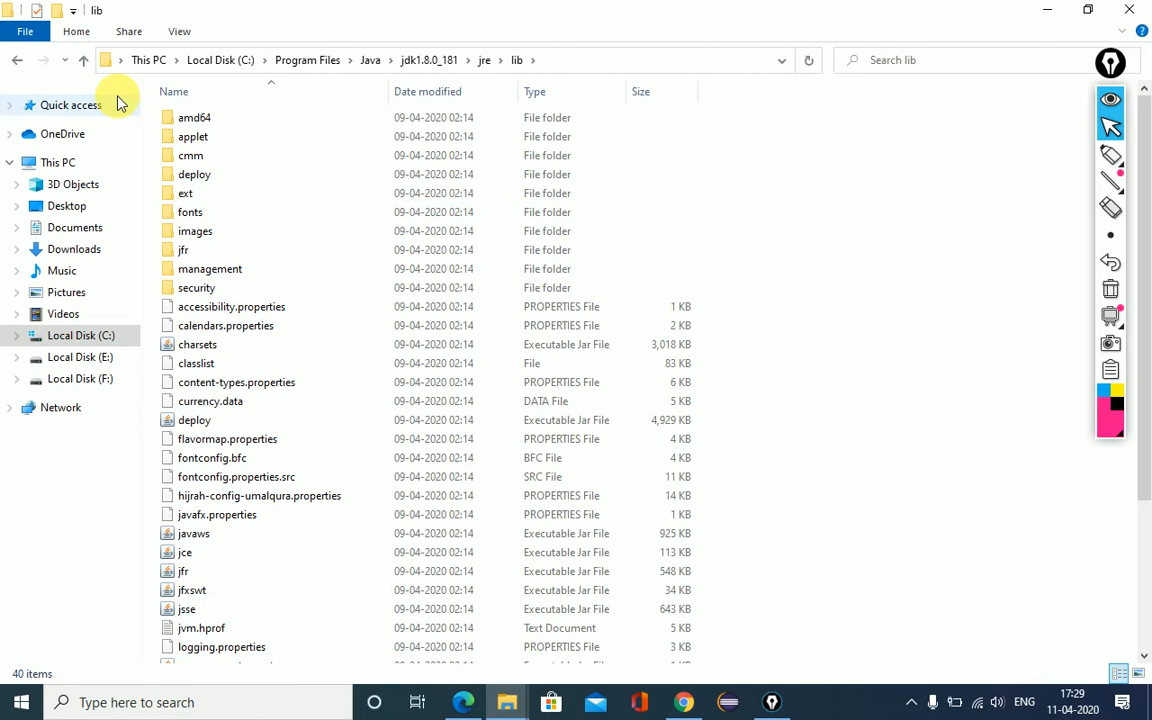 lib
File Home Share View
This PC Local Disk (C:) Program Files Java jdk1.8.0_181 jre lib Search lib
Name Date modified Type Size
Quick access
OneDrive
This PC
3D Objects
Desktop
Documents
Downloads
Music
Pictures
Videos
Local Disk (C:)
Local Disk (E:)
Local Disk (F:)
Network
amd64 09-04-2020 02:14 File folder
applet 09-04-2020 02:14 File folder
cmm 09-04-2020 02:14 File folder
deploy 09-04-2020 02:14 File folder
ext 09-04-2020 02:14 File folder
fonts 09-04-2020 02:14 File folder
images 09-04-2020 02:14 File folder
jfr 09-04-2020 02:14 File folder
management 09-04-2020 02:14 File folder
security 09-04-2020 02:14 File folder
accessibility.properties 09-04-2020 02:14 PROPERTIES File 1 KB
calendars.properties 09-04-2020 02:14 PROPERTIES File 2 KB
charsets 09-04-2020 02:14 Executable Jar File 3,018 KB
classlist 09-04-2020 02:14 File 83 KB
content-types.properties 09-04-2020 02:14 PROPERTIES File 6 KB
currency.data 09-04-2020 02:14 DATA File 5 KB
deploy 09-04-2020 02:14 Executable Jar File 4,929 KB
flavormap.properties 09-04-2020 02:14 PROPERTIES File 4 KB
fontconfig.bfc 09-04-2020 02:14 BFC File 4 KB
fontconfig.properties.src 09-04-2020 02:14 SRC File 11 KB
hijrah-config-umalqura.properties 09-04-2020 02:14 PROPERTIES File 14 KB
javafx.properties 09-04-2020 02:14 PROPERTIES File 1 KB
javaws 09-04-2020 02:14 Executable Jar File 925 KB
jce 09-04-2020 02:14 Executable Jar File 113 KB
jfr 09-04-2020 02:14 Executable Jar File 548 KB
jfxswt 09-04-2020 02:14 Executable Jar File 34 KB
jsse 09-04-2020 02:14 Executable Jar File 643 KB
jvm.hprof 09-04-2020 02:14 Text Document 5 KB
logging.properties 09-04-2020 02:14 PROPERTIES File 3 KB
40 items
Type here to search
ENG
17:29
11-04-2020